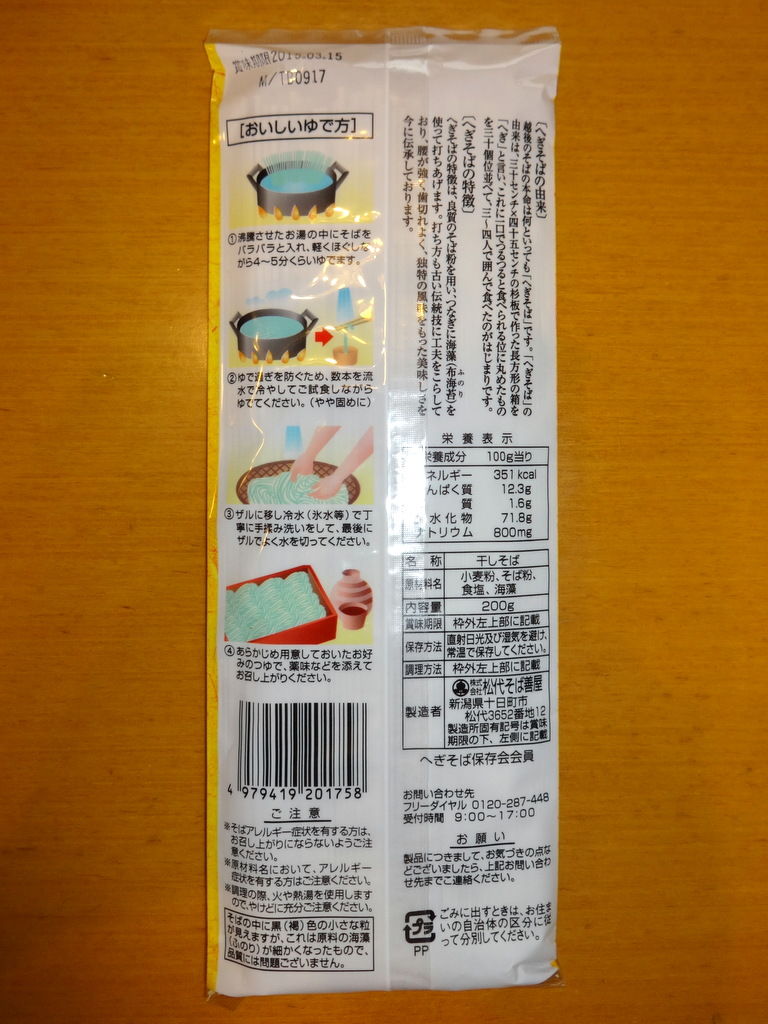 賞味期限2015.03.15
M/TD0917
[おいしいゆで方]
①沸騰させたお湯の中にそばを
バラバラと入れ、軽くほぐしな
がら4〜5分くらいゆでます。
②ゆで過ぎを防ぐため、数本を流
水で冷やしてご試食しながら
ゆでてください。(やや固めに)
③ザルに移し冷水(氷水等)で丁
寧に手揉み洗いをして、最後に
ザルでよく水を切ってください。
④あらかじめ用意しておいたお好
みのつゆで、薬味などを添えて
お召し上がりください。
4 979419 201758
ご注意
※そばアレルギー症状を有する方は、
お召し上がりにならないようご注
意ください。
※原材料名において、アレルギー
症状を有する方はご注意ください。
※調理の際、火や熱湯を使用します
ので、やけどに充分ご注意ください。
そばの中に黒(褐)色の小さな粒
が見えますが、これは原料の海藻
(ふのり)が細かくなったもので、
品質には問題ございません。
〔へぎそばの由来〕
越後のそばの本命は何といっても「へぎそば」です。「へぎそば」の
由来は、三十センチ×四十五センチの杉板で作った長方形の箱を
「へぎ」と言い、これに一口でつるつると食べられる位に丸めたもの
を三十個位並べて、三〜四人で囲んで食べたのがはじまりです。
〔へぎそばの特徴〕
へぎそばの特徴は、良質のそば粉を用い、つなぎに海藻(布海苔)を
ふのり
使って打ちあげます。打ち方も古い伝統技に工夫をこらして
おり、腰が強く歯切れよく、独特の風味をもった美味しさを
今に伝承しております。
栄養表示
栄養成分 100g当り
ネルギー 351kcal
んぱく質 12.3g
質 1.6g
水化物 71.8g
トリウム 800mg
名称 干しそば
原材料名 小麦粉、そば粉、
食塩、海藻
内容量 200g
賞味期限 枠外左上部に記載
保存方法 直射日光及び湿気を避け、
常温で保存してください。
調理方法 枠外左上部に記載
製造者 株式会社松代そば善屋
新潟県十日町市
松代3652番地12
製造所固有記号は賞味
期限の下、左側に記載
へぎそば保存会会員
お問い合わせ先
フリーダイヤル 0120-287-448
受付時間 9:00〜17:00
お願い
製品につきまして、お気づきの点な
どございましたら、上記お問い合わ
せ先までご連絡ください。
プラ
PP
ごみに出すときは、お住ま
いの自治体の区分に従
って分別してください。